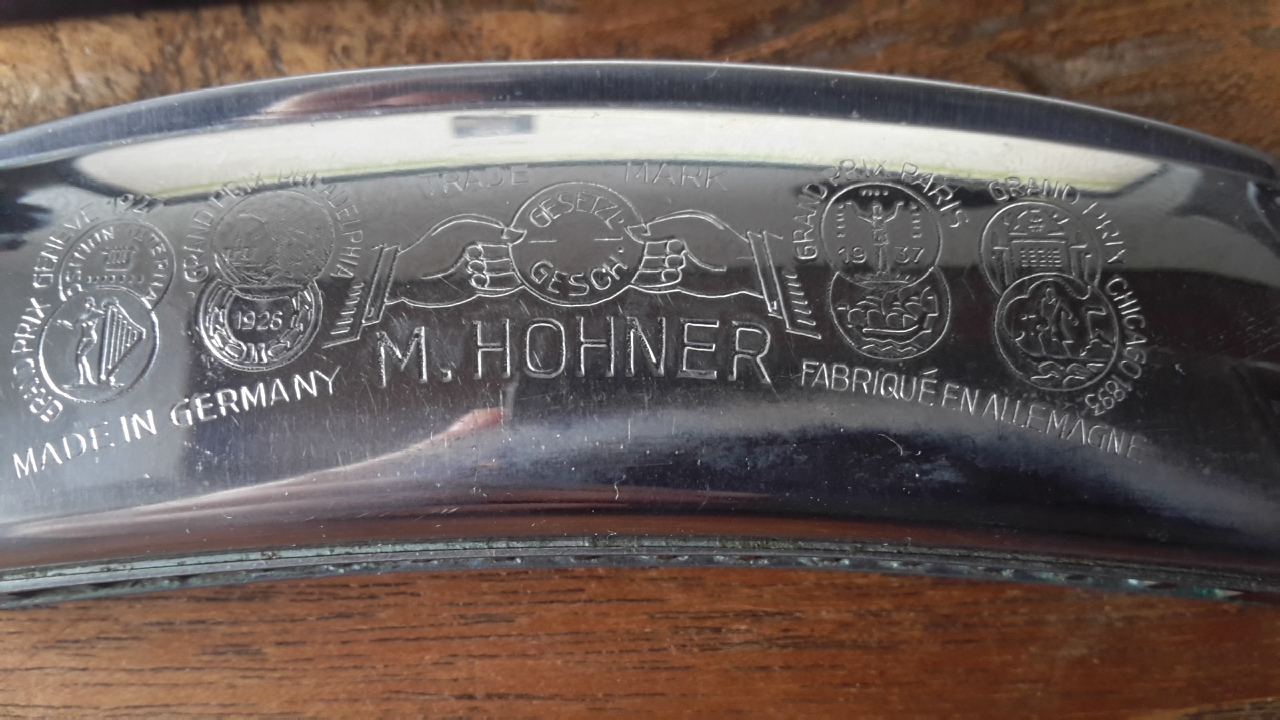 GRAND PRIX GENEVE 1927
GRAND PRIX PHILADELPHIA
1926
MADE IN GERMANY
TRADE MARK
GESETZL.
GESCH.
M. HOHNER
GRAND PRIX PARIS
1937
GRAND PRIX CHICAGO 1893
FABRIQUÉ EN ALLEMAGNE